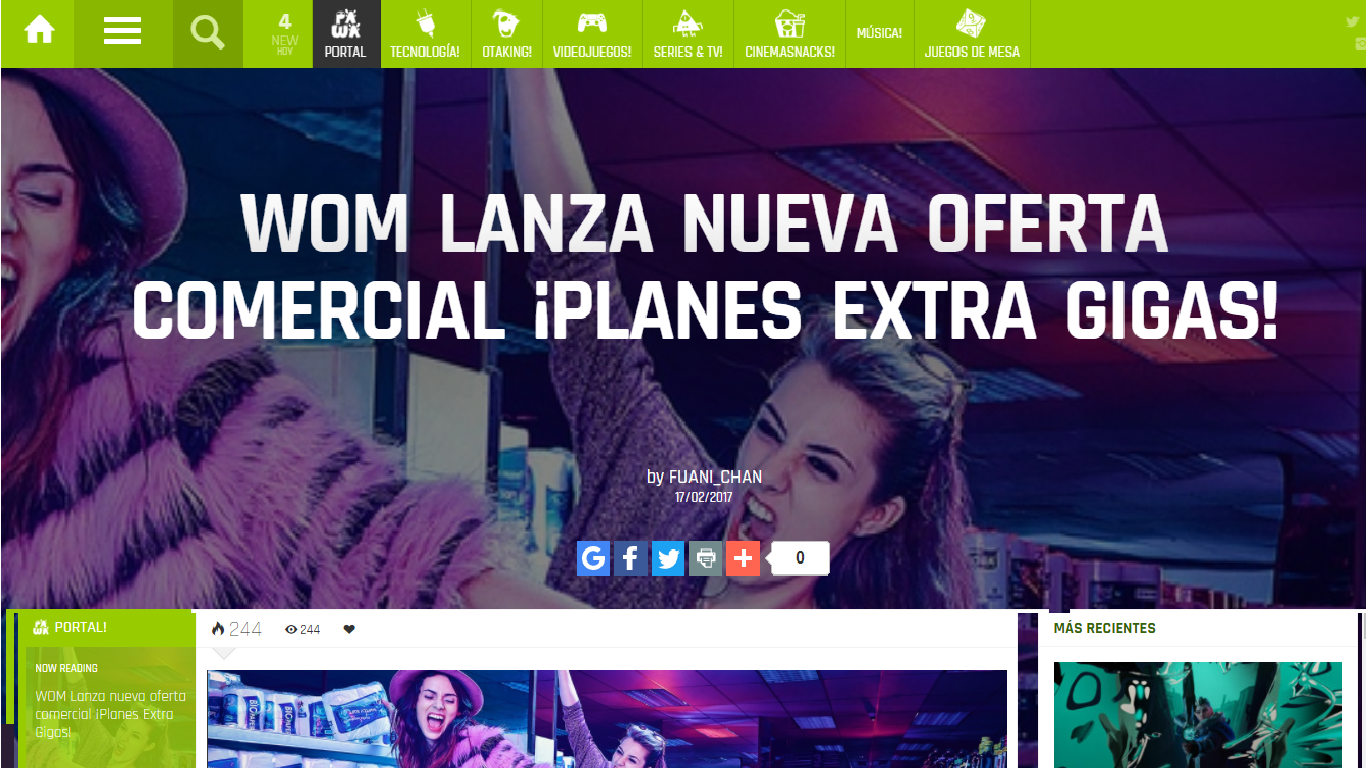 4
NEW
HOY
PORTAL
TECNOLOGÍA!
OTAKING!
VIDEOJUEGOS!!
SERIES & TV!
CINEMASNACKS!
MÚSICA!
JUEGOS DE MESA
WOM LANZA NUEVA OFERTA
COMERCIAL ¡PLANES EXTRA GIGAS!
by FUANI_CHAN
17/02/2017
0
PORTAL!
NOW READING
WOM Lanza nueva oferta
comercial ¡Planes Extra
Gigas!
244
244
MÁS RECIENTES